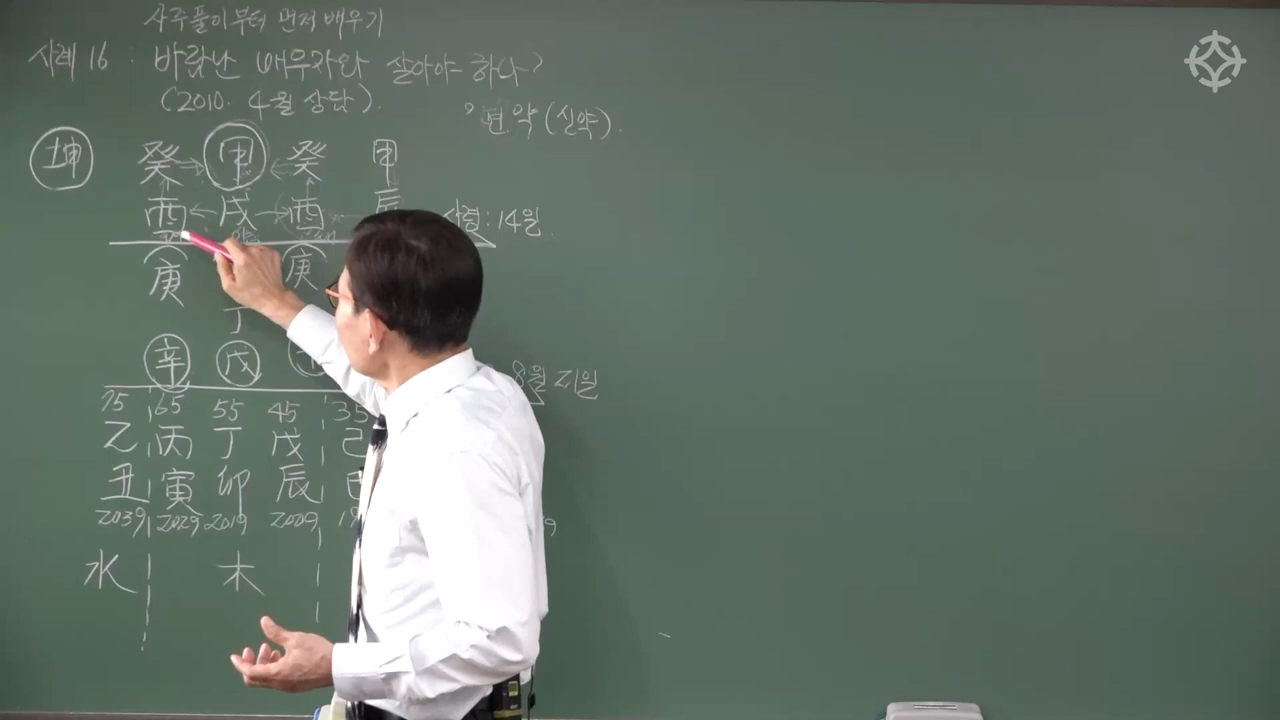 사주풀이부터 먼저 배우기
사례 16 : 바람난 배우자와 살아야 하나?
(2010. 4월 상담).
편약(신약).
坤 癸 甲 癸 甲
酉 戌 酉 辰
사령: 14일.
庚 庚
丁
辛 戊
8월 21일
75 65 55 45 35
乙 丙 丁 戊 己
丑 寅 卯 辰
2039 2029 2019 2009 19
水 木